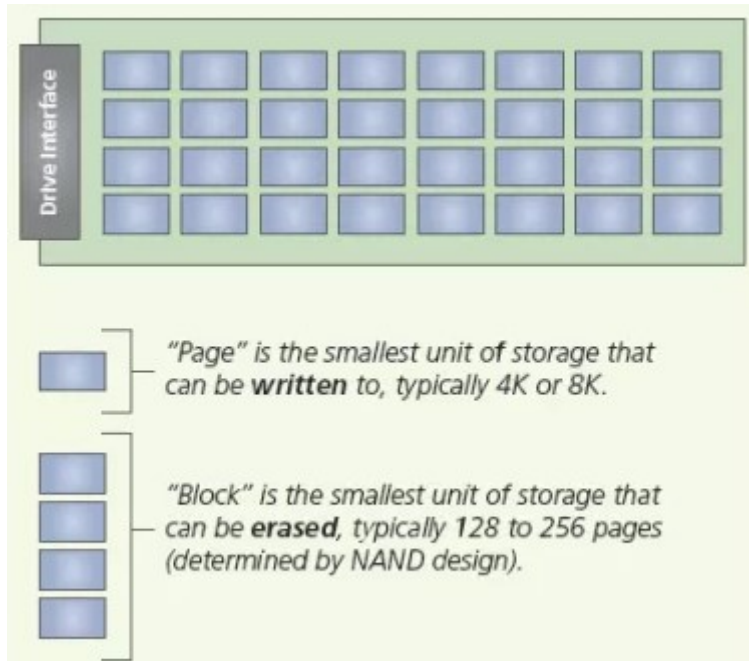 Drive Interface
“Page” is the smallest unit of storage that
can be written to, typically 4K or 8K.
“Block” is the smallest unit of storage that
can be erased, typically 128 to 256 pages
(determined by NAND design).